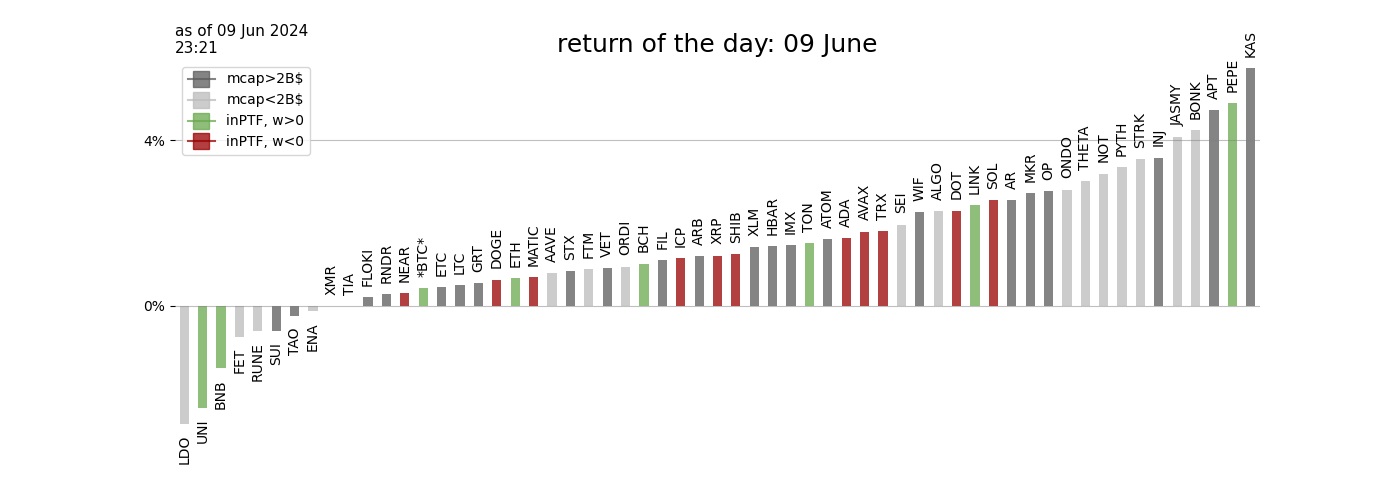 as of 09 Jun 2024
23:21
return of the day: 09 June
mcap>2B$
mcap<2B$
inPTF, w>0
inPTF, w<0
4%
0%
LDO
UNI
BNB
FET
RUNE
SUI
TAO
ENA
XMR
TIA
FLOKI
RNDR
NEAR
*BTC*
ETC
LTC
GRT
DOGE
ETH
MATIC
AAVE
STX
FTM
VET
ORDI
BCH
FIL
ICP
ARB
XRP
SHIB
XLM
HBAR
IMX
TON
ATOM
ADA
AVAX
TRX
SEI
WIF
ALGO
DOT
LINK
SOL
AR
MKR
OP
ONDO
THETA
NOT
PYTH
STRK
INJ
JASMY
BONK
APT
PEPE
KAS